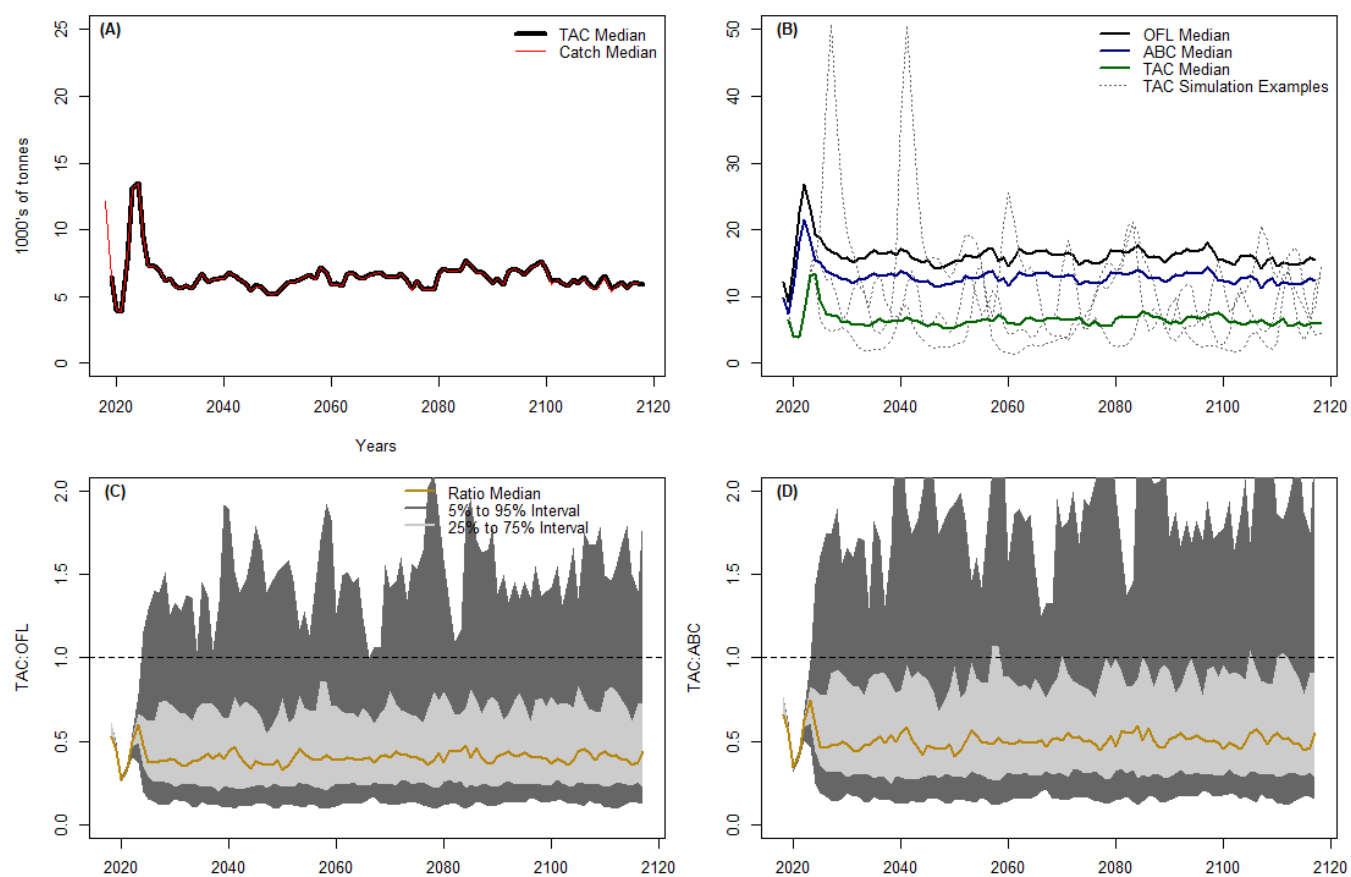 (A)
TAC Median
Catch Median
25
20
15
10
5
0
1000's of tonnes
2020 2040 2060 2080 2100 2120
Years
(B)
OFL Median
ABC Median
TAC Median
TAC Simulation Examples
50
40
30
20
10
0
2020 2040 2060 2080 2100 2120
(C)
Ratio Median
5% to 95% Interval
25% to 75% Interval
2.0
1.5
1.0
0.5
0.0
TAC:OFL
2020 2040 2060 2080 2100 2120
(D)
2.0
1.5
1.0
0.5
0.0
TAC:ABC
2020 2040 2060 2080 2100 2120